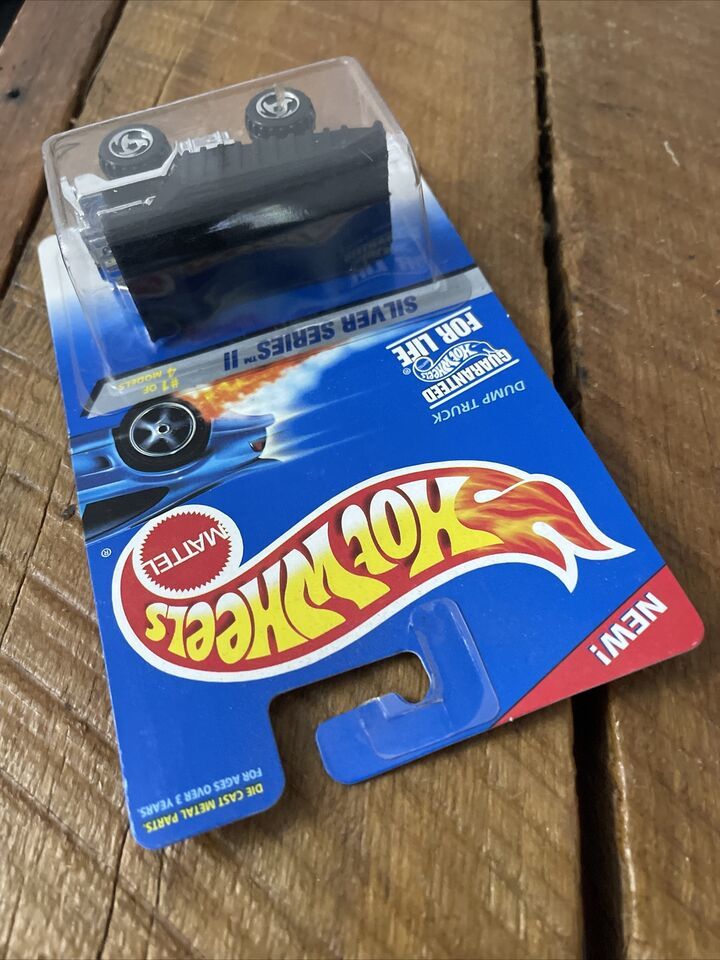 NEW!
HOT WHEELS
MATTEL
®
DIE CAST METAL PARTS.
FOR AGES OVER 3 YEARS.
DUMP TRUCK
GUARANTEED
HOT WHEELS
FOR LIFE®
SILVER SERIES™ II
#1 OF
4 MODELS